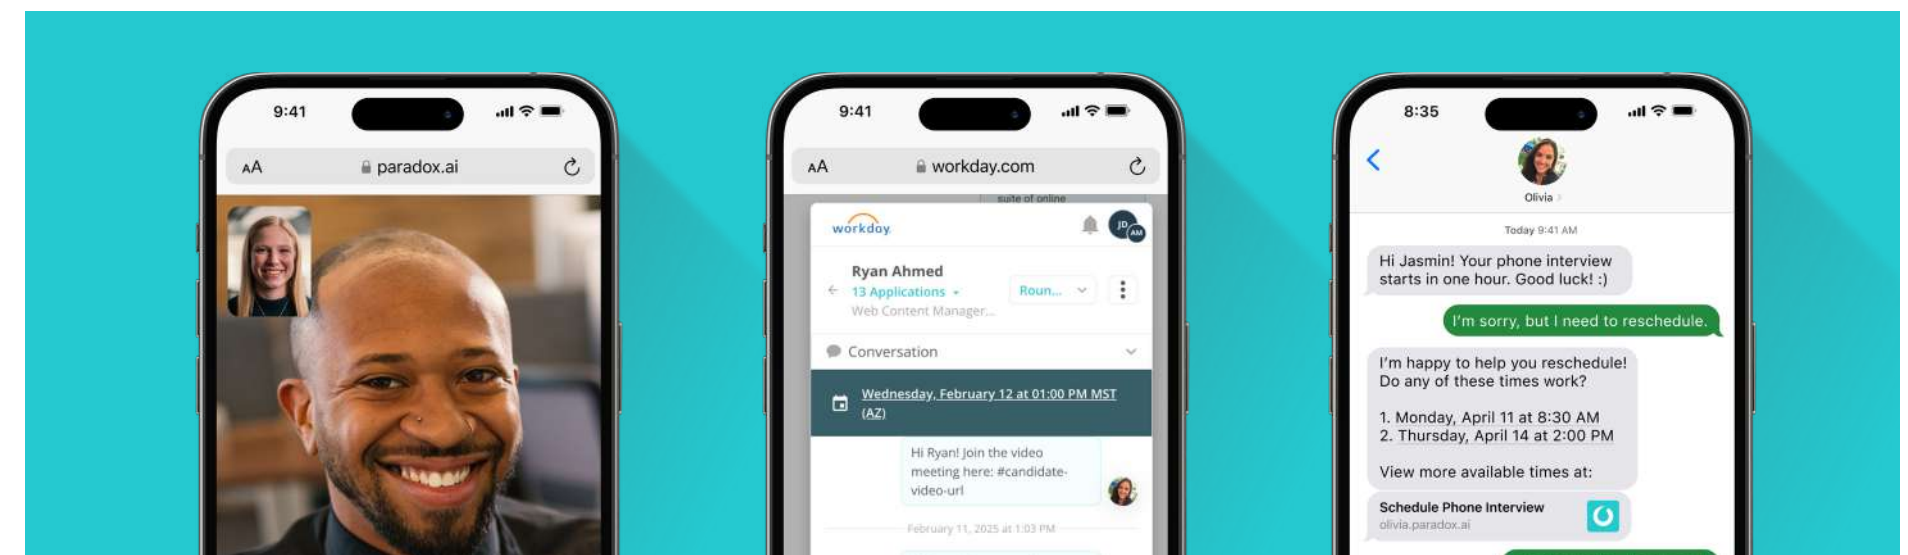 9:41
AA
paradox.ai
9:41
AA
workday.com
suite of online
workday.
JD
AM
Ryan Ahmed
13 Applications
Roun...
Web Content Manager...
Conversation
Wednesday, February 12 at 01:00 PM MST
(AZ)
Hi Ryan! Join the video
meeting here: #candidate-
video-url
February 11, 2025 at 1:03 PM
8:35
Olivia
Today 9:41 AM
Hi Jasmin! Your phone interview
starts in one hour. Good luck! :)
I'm sorry, but I need to reschedule.
I'm happy to help you reschedule!
Do any of these times work?
1. Monday, April 11 at 8:30 AM
2. Thursday, April 14 at 2:00 PM
View more available times at:
Schedule Phone Interview
olivia.paradox.ai